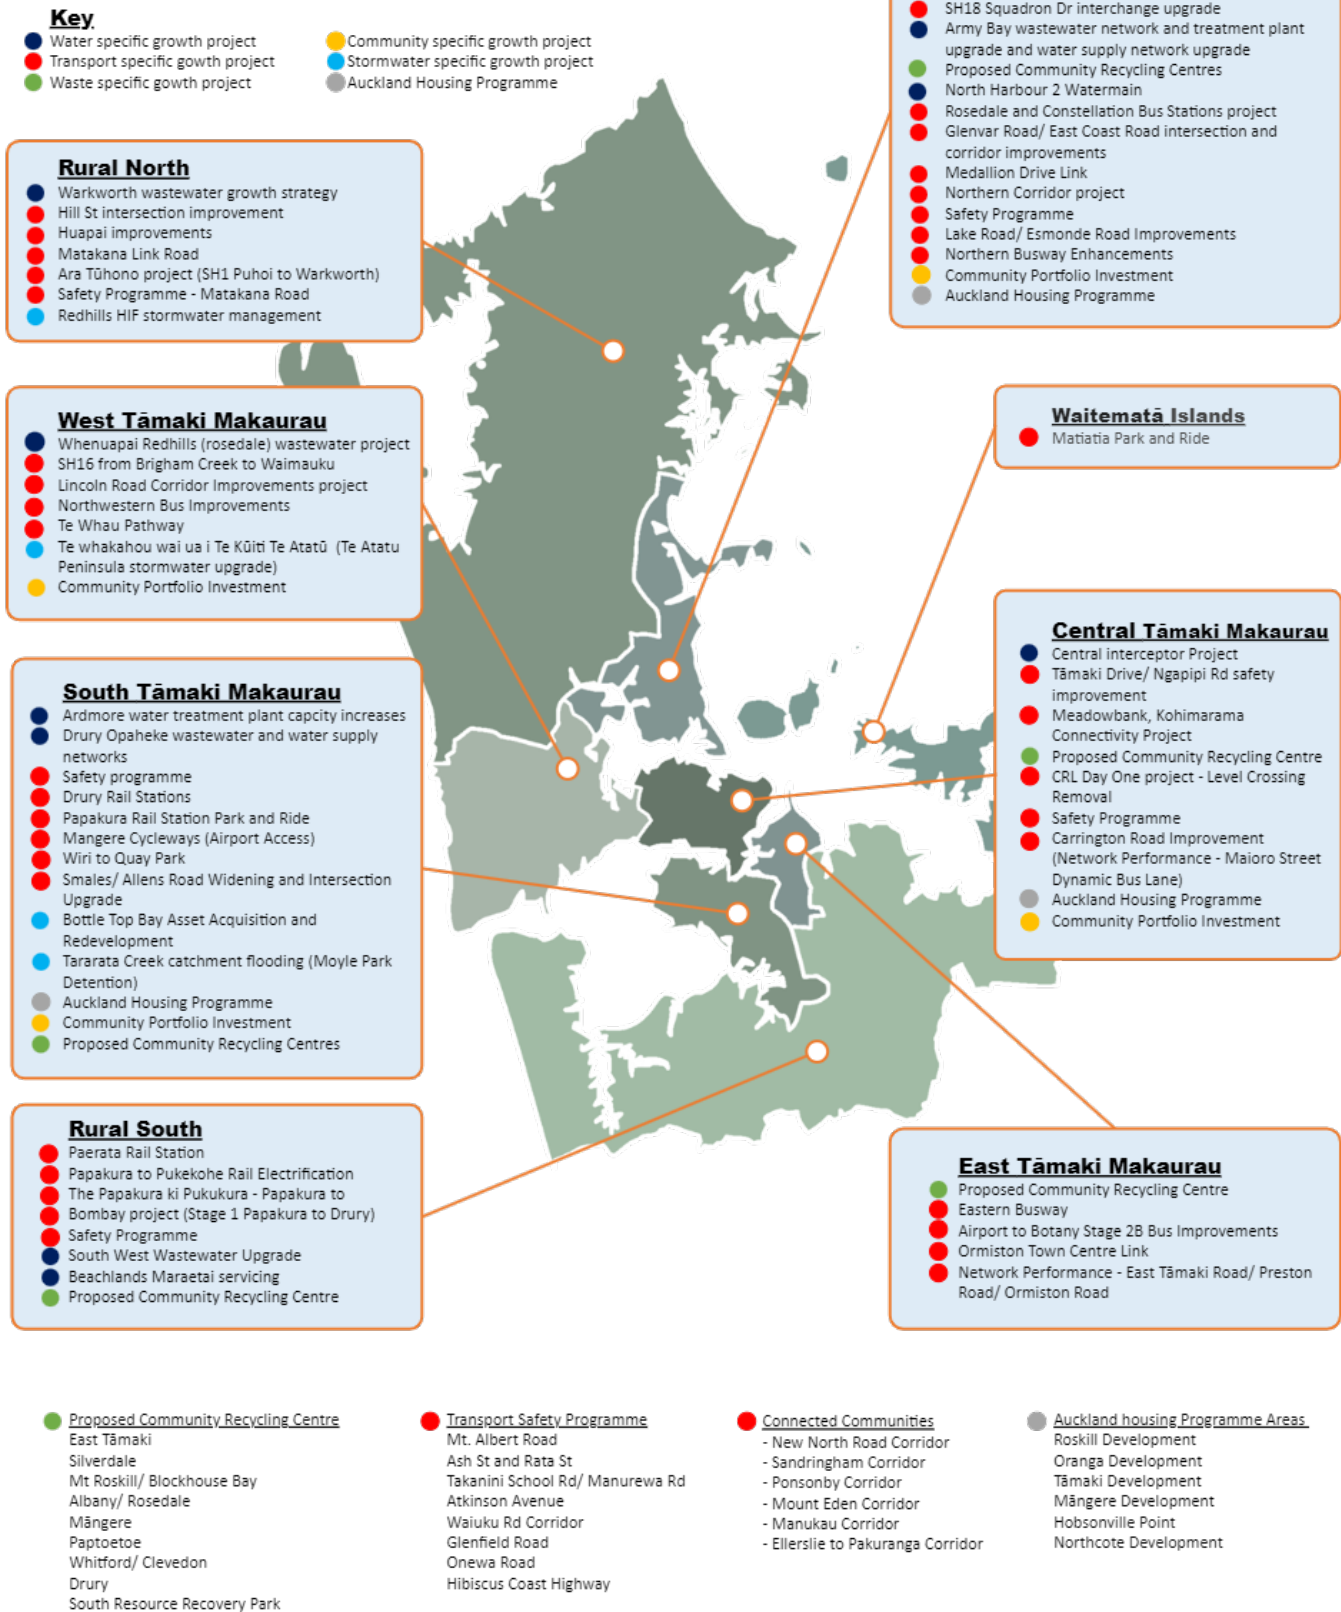 Key
Water specific growth project
Transport specific gowth project
Waste specific gowth project
Community specific growth project
Stormwater specific growth project
Auckland Housing Programme
SH18 Squadron Dr interchange upgrade
Army Bay wastewater network and treatment plant
upgrade and water supply network upgrade
Proposed Community Recycling Centres
North Harbour 2 Watermain
Rosedale and Constellation Bus Stations project
Glenvar Road/ East Coast Road intersection and
corridor improvements
Medallion Drive Link
Northern Corridor project
Safety Programme
Lake Road/ Esmonde Road Improvements
Northern Busway Enhancements
Community Portfolio Investment
Auckland Housing Programme
Rural North
Warkworth wastewater growth strategy
Hill St intersection improvement
Huapai improvements
Matakana Link Road
Ara Tūhono project (SH1 Puhoi to Warkworth)
Safety Programme - Matakana Road
Redhills HIF stormwater management
West Tāmaki Makaurau
Whenuapai Redhills (rosedale) wastewater project
SH16 from Brigham Creek to Waimauku
Lincoln Road Corridor Improvements project
Northwestern Bus Improvements
Te Whau Pathway
Te whakahou wai ua i Te Kūiti Te Atatū (Te Atatu
Peninsula stormwater upgrade)
Community Portfolio Investment
Waitematā Islands
Matiatia Park and Ride
Central Tāmaki Makaurau
Central interceptor Project
Tāmaki Drive/ Ngapipi Rd safety
improvement
Meadowbank, Kohimarama
Connectivity Project
Proposed Community Recycling Centre
CRL Day One project - Level Crossing
Removal
Safety Programme
Carrington Road Improvement
(Network Performance - Maioro Street
Dynamic Bus Lane)
Auckland Housing Programme
Community Portfolio Investment
South Tāmaki Makaurau
Ardmore water treatment plant capcity increases
Drury Opaheke wastewater and water supply
networks
Safety programme
Drury Rail Stations
Papakura Rail Station Park and Ride
Mangere Cycleways (Airport Access)
Wiri to Quay Park
Smales/ Allens Road Widening and Intersection
Upgrade
Bottle Top Bay Asset Acquisition and
Redevelopment
Tararata Creek catchment flooding (Moyle Park
Detention)
Auckland Housing Programme
Community Portfolio Investment
Proposed Community Recycling Centres
Rural South
Paerata Rail Station
Papakura to Pukekohe Rail Electrification
The Papakura ki Pukukura - Papakura to
Bombay project (Stage 1 Papakura to Drury)
Safety Programme
South West Wastewater Upgrade
Beachlands Maraetai servicing
Proposed Community Recycling Centre
East Tāmaki Makaurau
Proposed Community Recycling Centre
Eastern Busway
Airport to Botany Stage 2B Bus Improvements
Ormiston Town Centre Link
Network Performance - East Tāmaki Road/ Preston
Road/ Ormiston Road
Proposed Community Recycling Centre
East Tāmaki
Silverdale
Mt Roskill/ Blockhouse Bay
Albany/ Rosedale
Māngere
Paptoetoe
Whitford/ Clevedon
Drury
South Resource Recovery Park
Transport Safety Programme
Mt. Albert Road
Ash St and Rata St
Takanini School Rd/ Manurewa Rd
Atkinson Avenue
Waiuku Rd Corridor
Glenfield Road
Onewa Road
Hibiscus Coast Highway
Connected Communities
- New North Road Corridor
- Sandringham Corridor
- Ponsonby Corridor
- Mount Eden Corridor
- Manukau Corridor
- Ellerslie to Pakuranga Corridor
Auckland housing Programme Areas
Roskill Development
Oranga Development
Tāmaki Development
Māngere Development
Hobsonville Point
Northcote Development